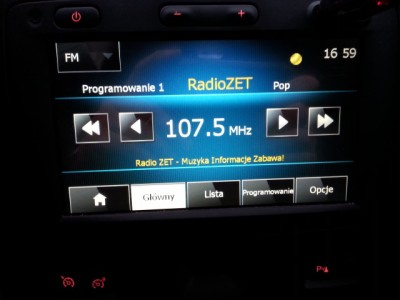 FM
16 59
Programowanie 1 RadioZET Pop
107.5 MHz
Radio ZET - Muzyka Informacje Zabawa!
Główny Lista Programowanie Opcje